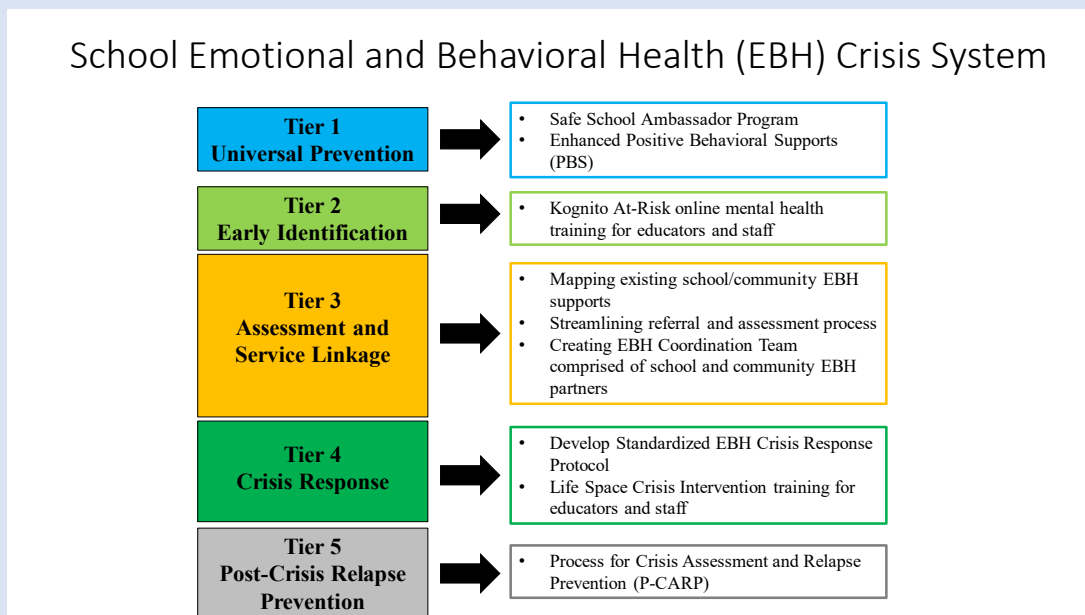 School Emotional and Behavioral Health (EBH) Crisis System
Tier 1
Universal Prevention
• Safe School Ambassador Program
• Enhanced Positive Behavioral Supports
(PBS)
Tier 2
Early Identification
• Kognito At-Risk online mental health
training for educators and staff
Tier 3
Assessment and
Service Linkage
• Mapping existing school/community EBH
supports
• Streamlining referral and assessment process
• Creating EBH Coordination Team
comprised of school and community EBH
partners
Tier 4
Crisis Response
• Develop Standardized EBH Crisis Response
Protocol
• Life Space Crisis Intervention training for
educators and staff
Tier 5
Post-Crisis Relapse
Prevention
• Process for Crisis Assessment and Relapse
Prevention (P-CARP)